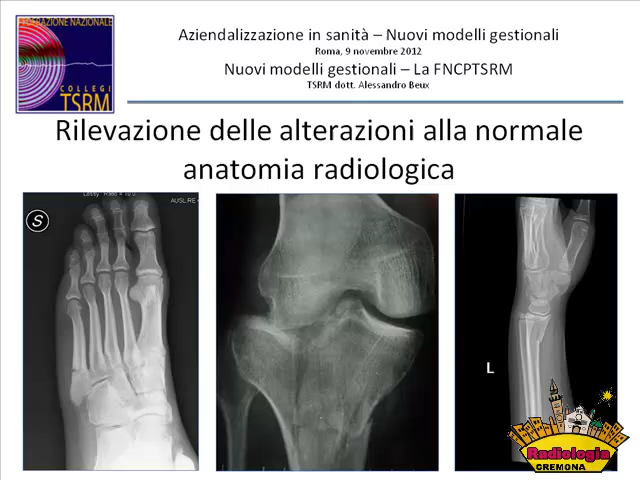 Aziendalizzazione in sanità – Nuovi modelli gestionali
Roma, 9 novembre 2012
Nuovi modelli gestionali – La FNCPTSRM
TSRM dott. Alessandro Beux
FEDERAZIONE NAZIONALE
COLLEGI
TSRM
Rilevazione delle alterazioni alla normale
anatomia radiologica
AUSL RE
S
L
Radiologia
CREMONA